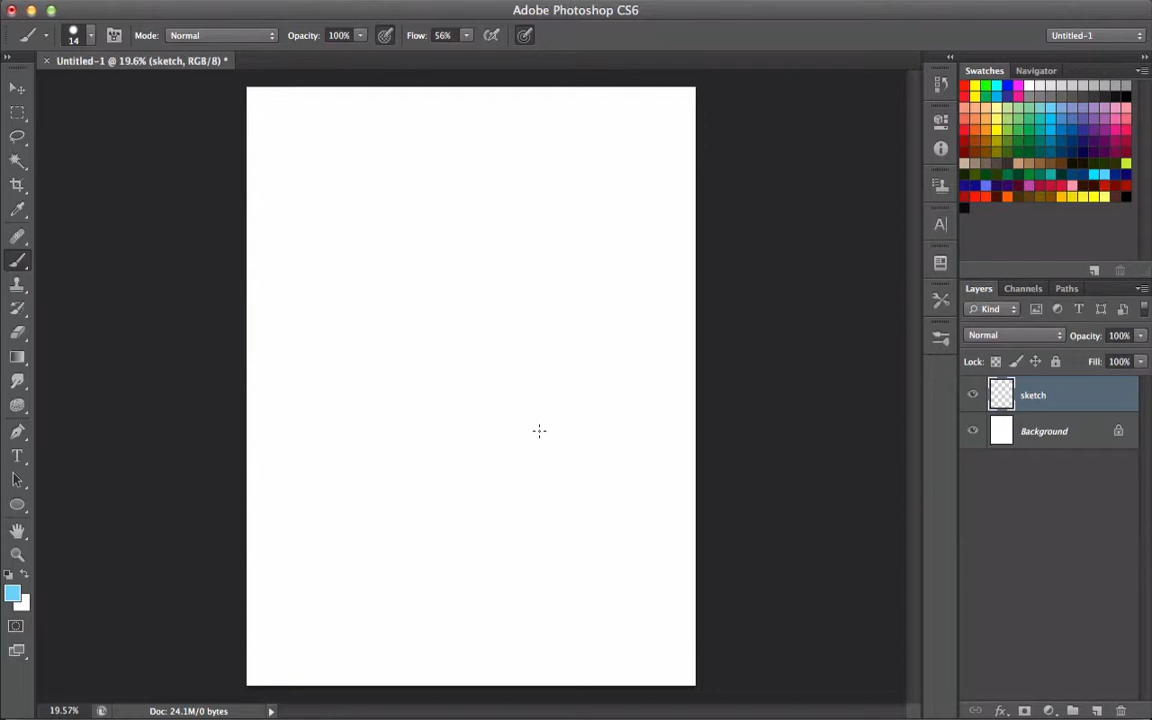 Adobe Photoshop CS6
14
Mode: Normal Opacity: 100% Flow: 56% Untitled-1
× Untitled-1 @ 19.6% (sketch, RGB/8) *
Swatches Navigator
Layers Channels Paths
Kind
Normal Opacity: 100%
Lock: Fill: 100%
sketch
Background
19.57% Doc: 24.1M/0 bytes